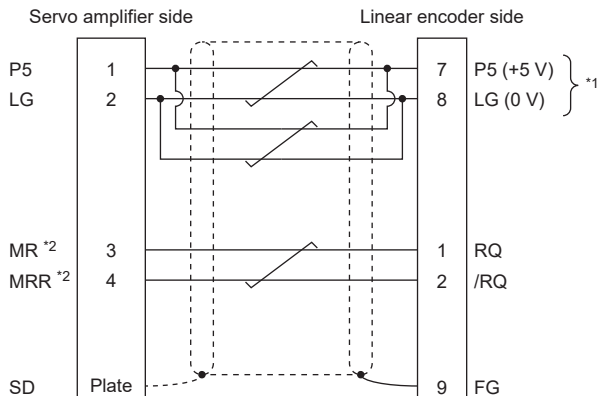 Servo amplifier side Linear encoder side
P5 1 7 P5 (+5 V) *1
LG 2 8 LG (0 V)
MR *2 3 1 RQ
MRR *2 4 2 /RQ
SD Plate 9 FG